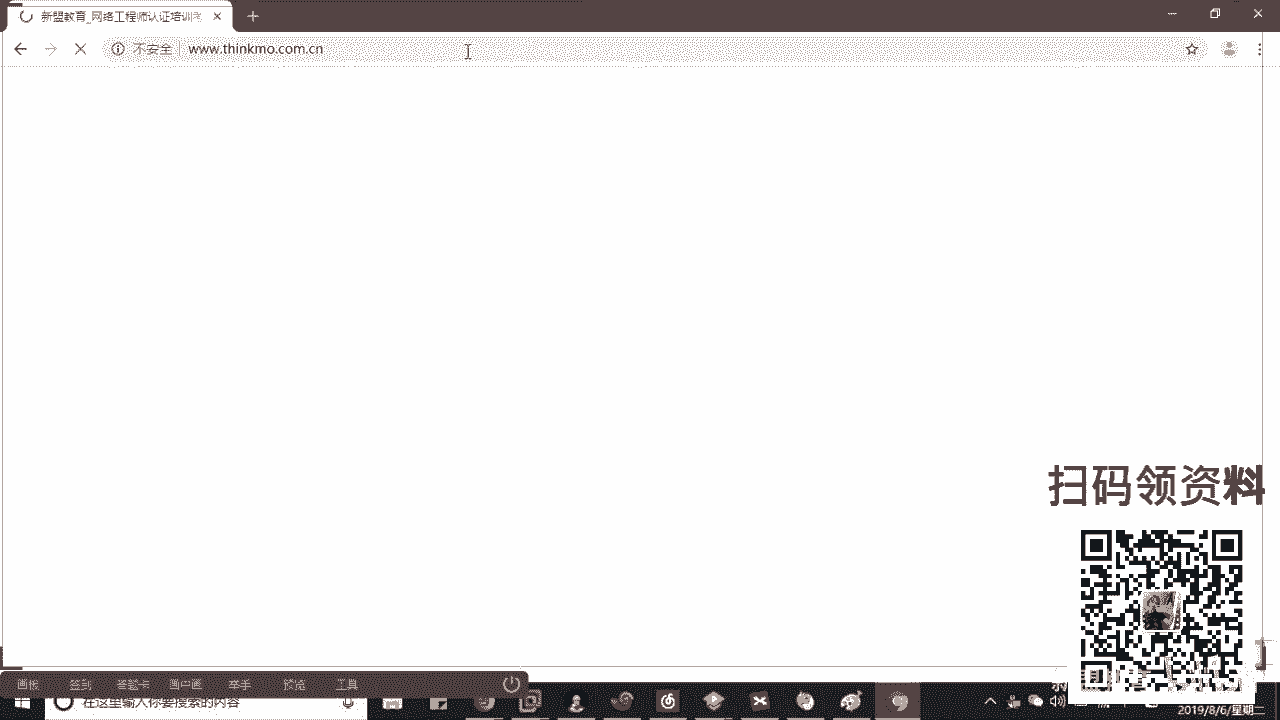 新盟教育_网络工程师认证培训
不安全
www.thinkmo.com.cn
扫码领资料
画板 签到 答题卡 画中画 举手 预览 工具
在这里输入你要搜索的内容
2019/8/6/星期二